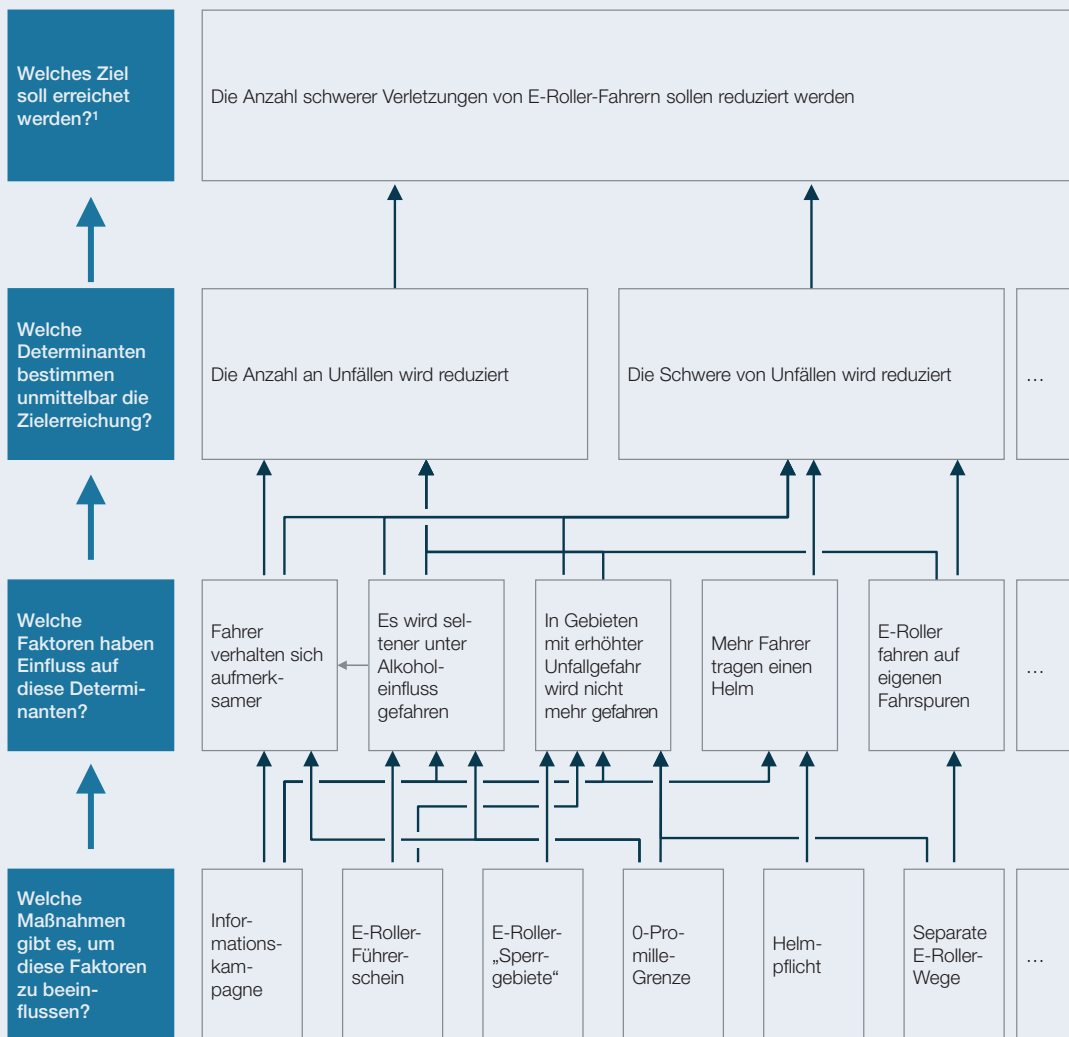 Welches Ziel
soll erreichet
werden?¹
Die Anzahl schwerer Verletzungen von E-Roller-Fahrern sollen reduziert werden
Welche
Determinanten
bestimmen
unmittelbar die
Zielerreichung?
Die Anzahl an Unfällen wird reduziert
Die Schwere von Unfällen wird reduziert
...
Welche
Faktoren haben
Einfluss auf
diese Determi-
nanten?
Fahrer
verhalten sich
aufmerk-
samer
Es wird sel-
tener unter
Alkohol-
einfluss
gefahren
In Gebieten
mit erhöhter
Unfallgefahr
wird nicht
mehr gefahren
Mehr Fahrer
tragen einen
Helm
E-Roller
fahren auf
eigenen
Fahrspuren
...
Welche
Maßnahmen
gibt es, um
diese Faktoren
zu beein-
flussen?
Infor-
mations-
kam-
pagne
E-Roller-
Führer-
schein
E-Roller-
„Sperr-
gebiete“
0-Pro-
mille-
Grenze
Helm-
pflicht
Separate
E-Roller-
Wege
...